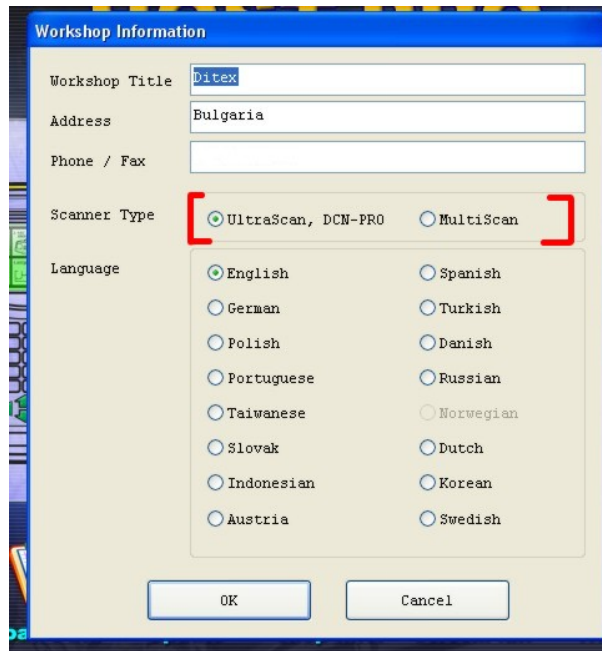 Workshop Information
Workshop Title Ditex
Address Bulgaria
Phone / Fax
Scanner Type UltraScan, DCN-PRO MultiScan
Language English Spanish
German Turkish
Polish Danish
Portuguese Russian
Taiwanese Norwegian
Slovak Dutch
Indonesian Korean
Austria Swedish
OK Cancel